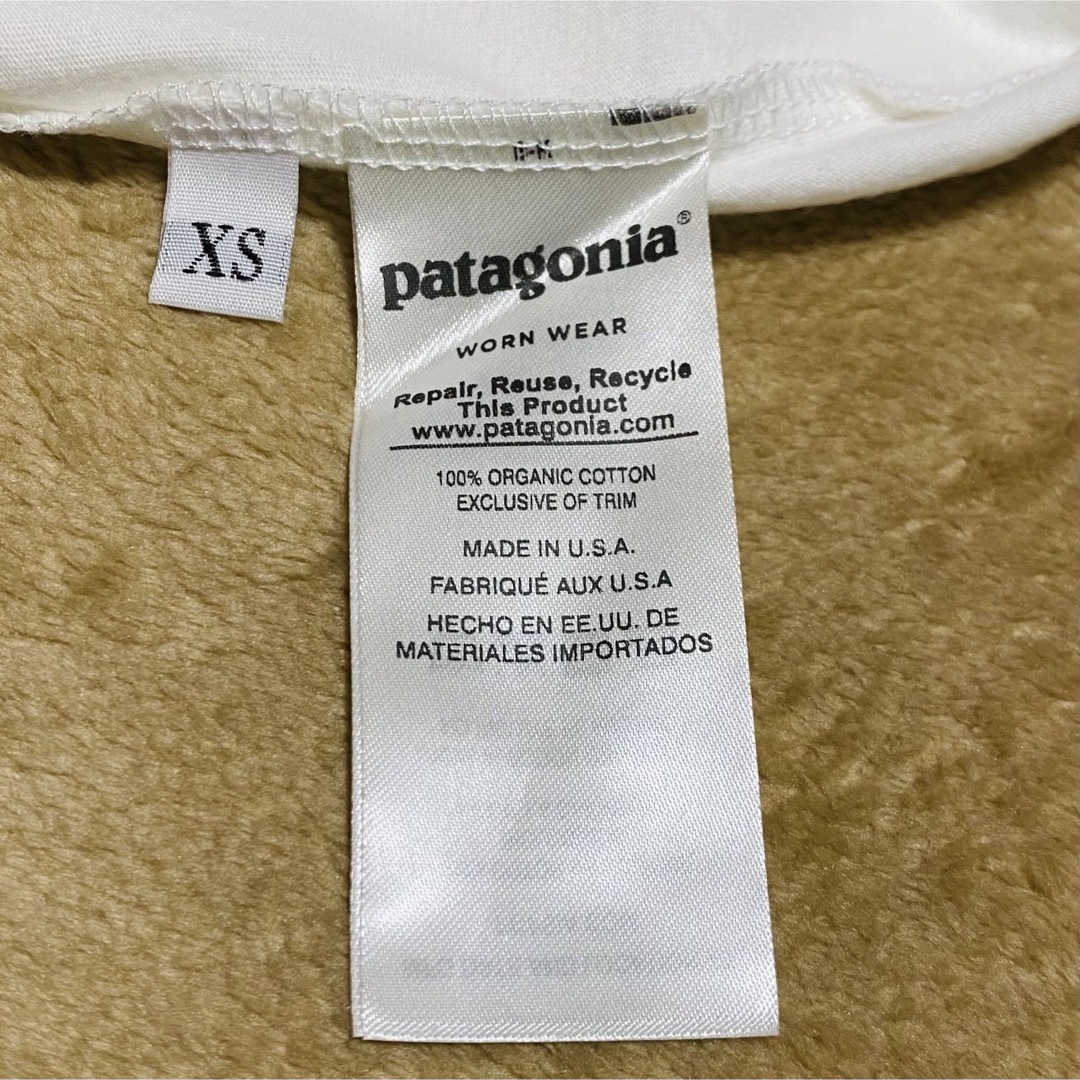 XS
patagonia®
WORN WEAR
Repair, Reuse, Recycle
This Product
www.patagonia.com
100% ORGANIC COTTON
EXCLUSIVE OF TRIM
MADE IN U.S.A.
FABRIQUÉ AUX U.S.A
HECHO EN EE.UU. DE
MATERIALES IMPORTADOS